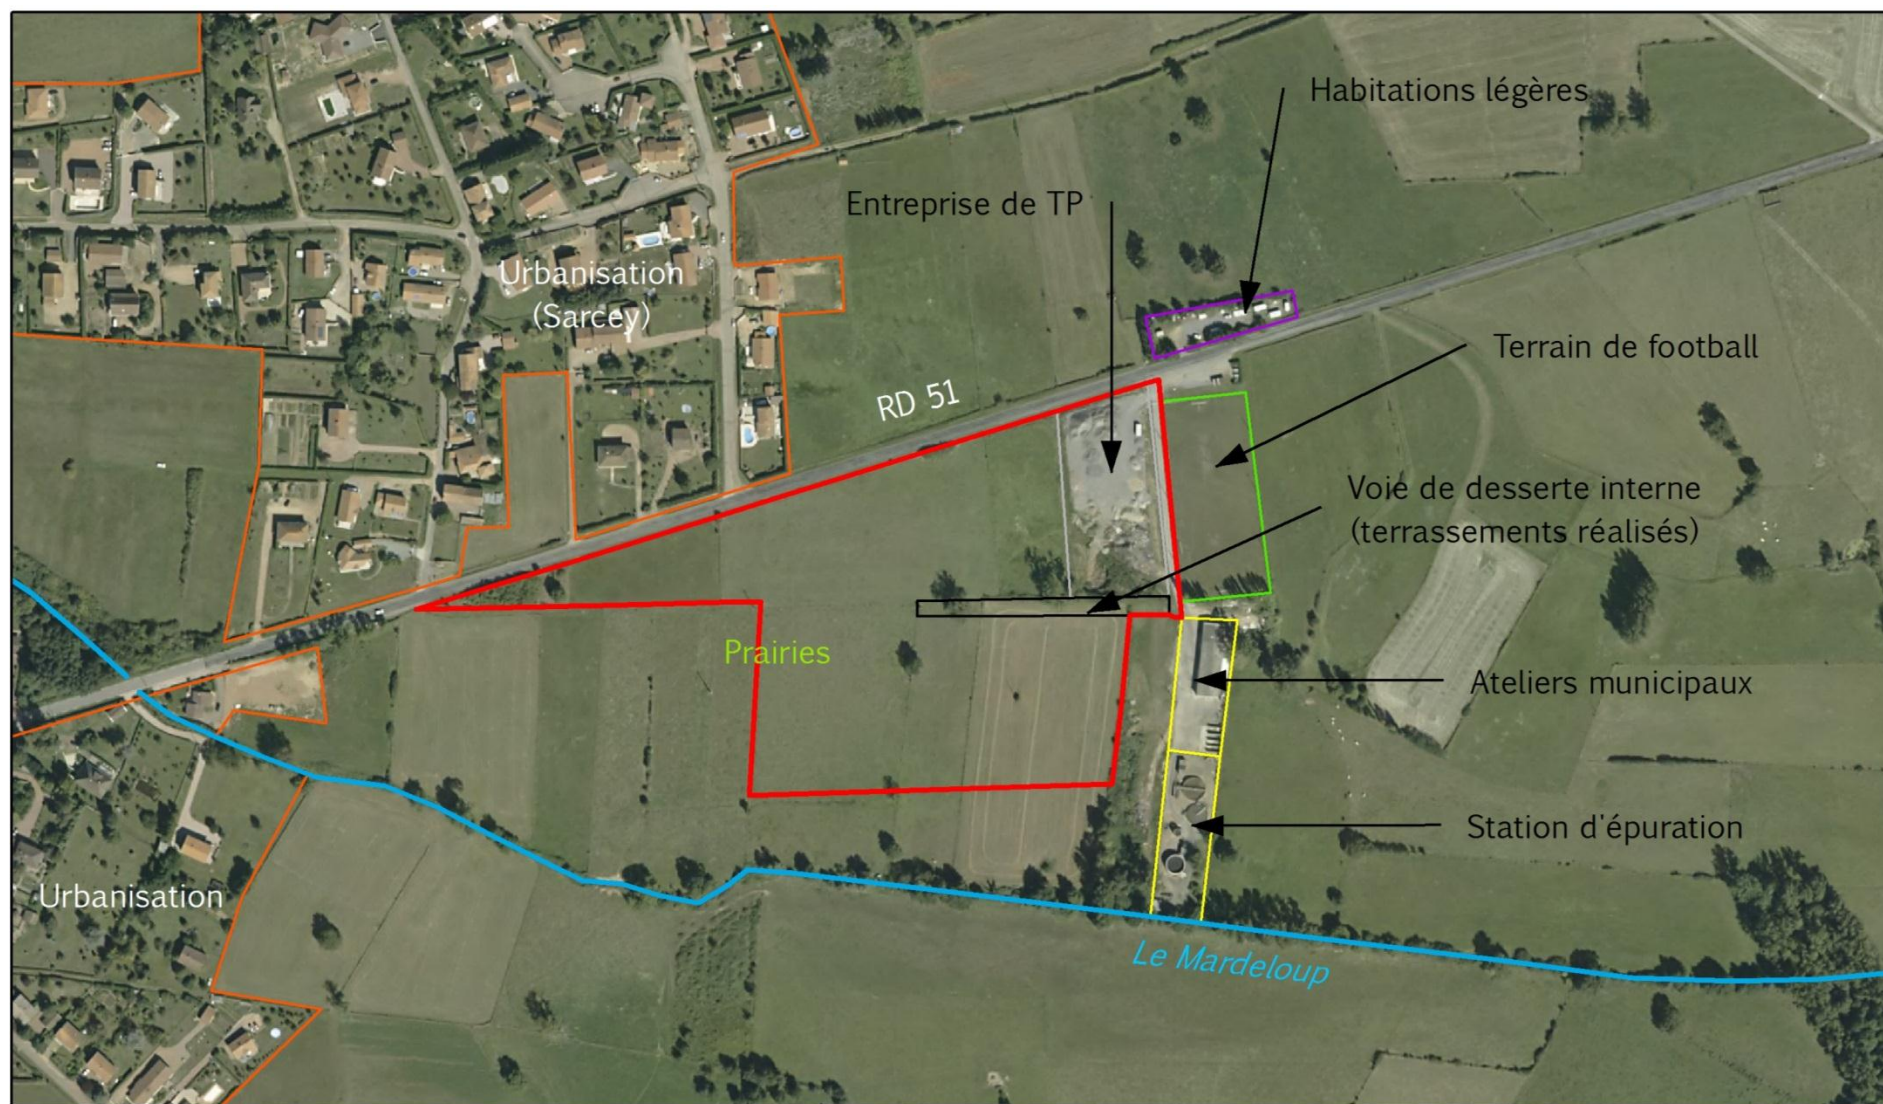 Habitations légères
Entreprise de TP
Urbanisation
(Sarcey)
Terrain de football
RD 51
Voie de desserte interne
(terrassements réalisés)
Prairies
Ateliers municipaux
Station d'épuration
Urbanisation
Le Mardeloup